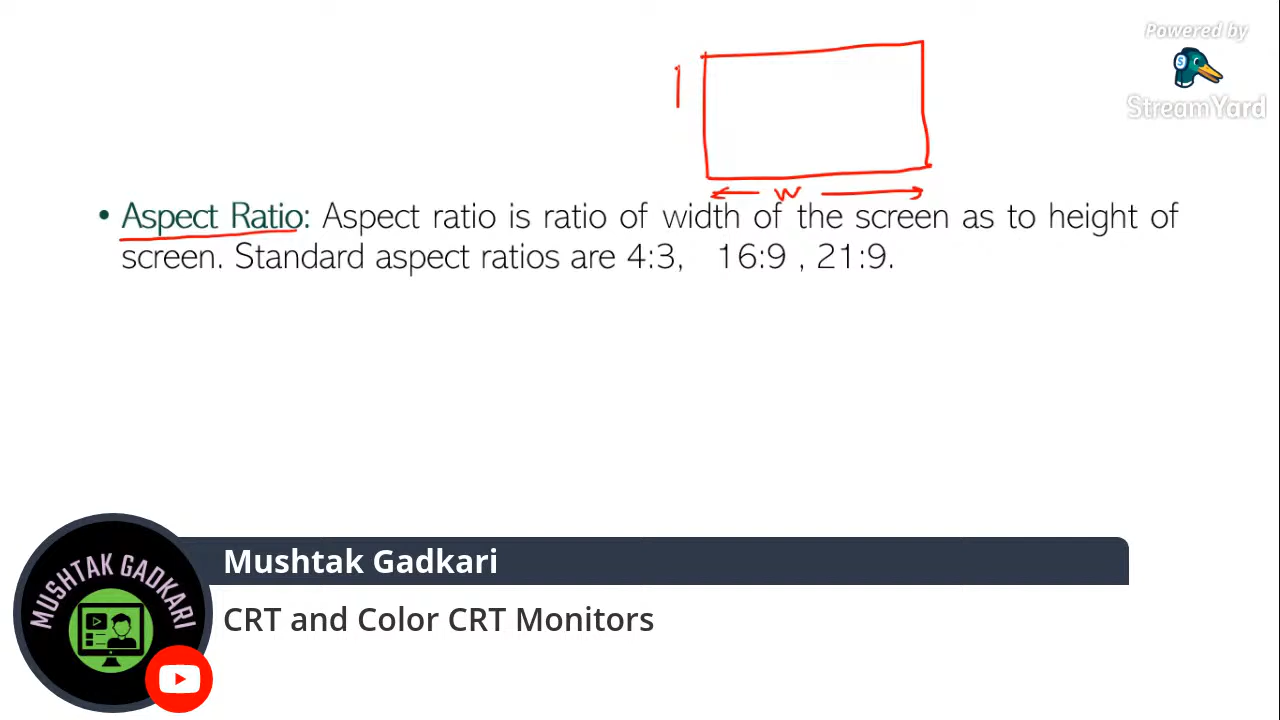 Powered by
StreamYard
w
• Aspect Ratio: Aspect ratio is ratio of width of the screen as to height of
screen. Standard aspect ratios are 4:3, 16:9 , 21:9.
MUSHTAK GADKARI
Mushtak Gadkari
CRT and Color CRT Monitors